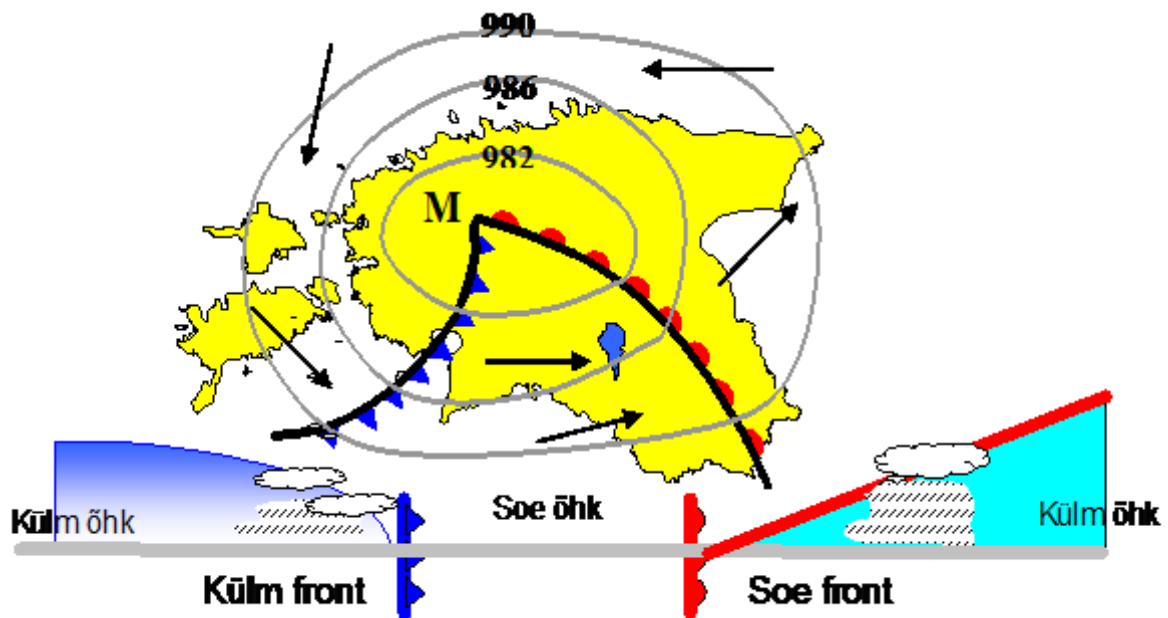 990
986
982
M
Külm õhk
Soe õhk
Külm õhk
Külm front
Soe front